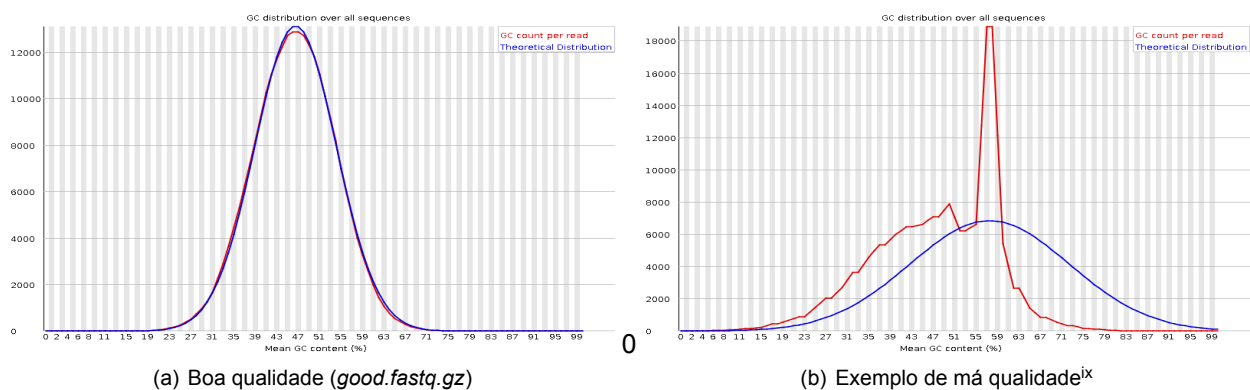 GC distribution over all sequences
GC count per read
Theoretical Distribution
12000
10000
8000
6000
4000
2000
0
0 2 4 6 8 11 15 19 23 27 31 35 39 43 47 51 55 59 63 67 71 75 79 83 87 91 95 99
Mean GC content (%)
(a) Boa qualidade (good.fastq.gz)
0
GC distribution over all sequences
GC count per read
Theoretical Distribution
18000
16000
14000
12000
10000
8000
6000
4000
2000
0
0 2 4 6 8 11 15 19 23 27 31 35 39 43 47 51 55 59 63 67 71 75 79 83 87 91 95 99
Mean GC content (%)
(b) Exemplo de má qualidadeix